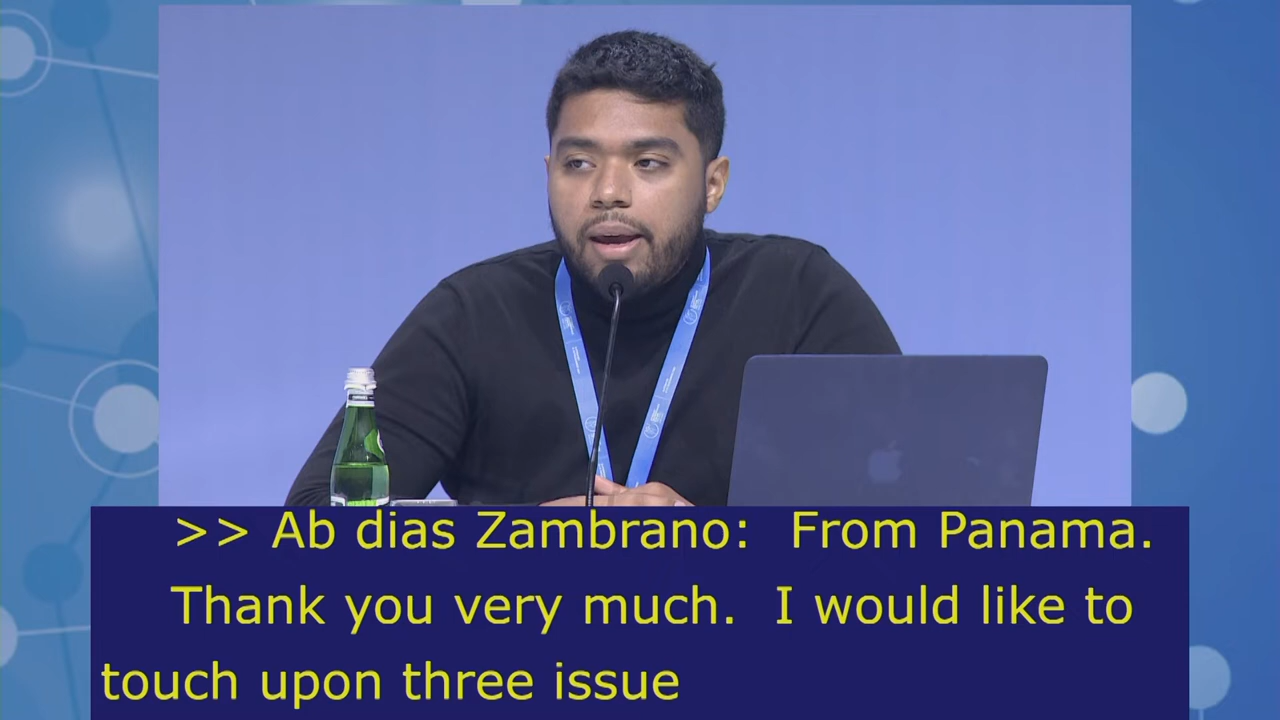 >> Ab dias Zambrano:  From Panama.
Thank you very much.  I would like to
touch upon three issue